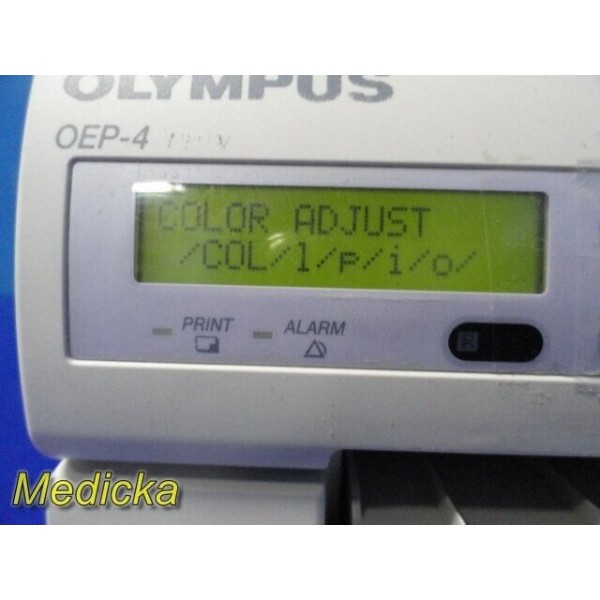 OLYMPUS
OEP-4
COLOR ADJUST
/COL/l/p/i/o/
PRINT
ALARM
Medicka